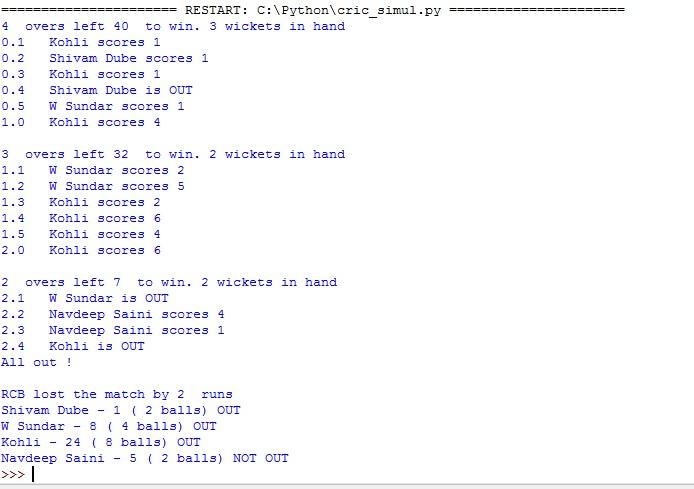 ====================== RESTART: C:\Python\cric_simul.py ======================
4  overs left 40  to win. 3 wickets in hand
0.1   Kohli scores 1
0.2   Shivam Dube scores 1
0.3   Kohli scores 1
0.4   Shivam Dube is OUT
0.5   W Sundar scores 1
1.0   Kohli scores 4

3  overs left 32  to win. 2 wickets in hand
1.1   W Sundar scores 2
1.2   W Sundar scores 5
1.3   Kohli scores 2
1.4   Kohli scores 6
1.5   Kohli scores 4
2.0   Kohli scores 6

2  overs left 7  to win. 2 wickets in hand
2.1   W Sundar is OUT
2.2   Navdeep Saini scores 4
2.3   Navdeep Saini scores 1
2.4   Kohli is OUT
All out !

RCB lost the match by 2  runs
Shivam Dube - 1 ( 2 balls) OUT
W Sundar - 8 ( 4 balls) OUT
Kohli - 24 ( 8 balls) OUT
Navdeep Saini - 5 ( 2 balls) NOT OUT
>>>